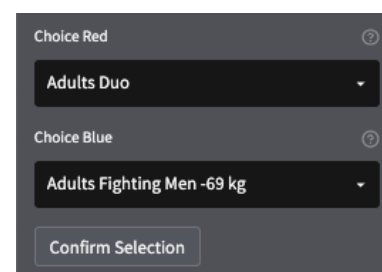 Choice Red
Adults Duo
Choice Blue
Adults Fighting Men -69 kg
Confirm Selection